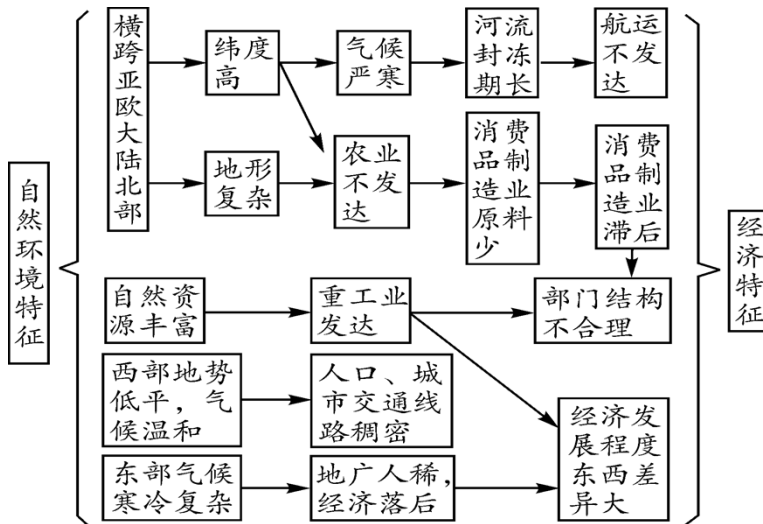 自然环境特征
横跨亚欧大陆北部
纬度
高
气候
严寒
河流
封冻
期长
航运
不发
达
地形
复杂
农业
不发
达
消费
品制
造业
原料
少
消费
品制
造业
滞后
自然资
源丰富
重工业
发达
部门结构
不合理
西部地势
低平，气
候温和
人口、城
市交通线
路稠密
经济发
展程度
东西差
异大
东部气候
寒冷复杂
地广人稀，
经济落后
经济特征